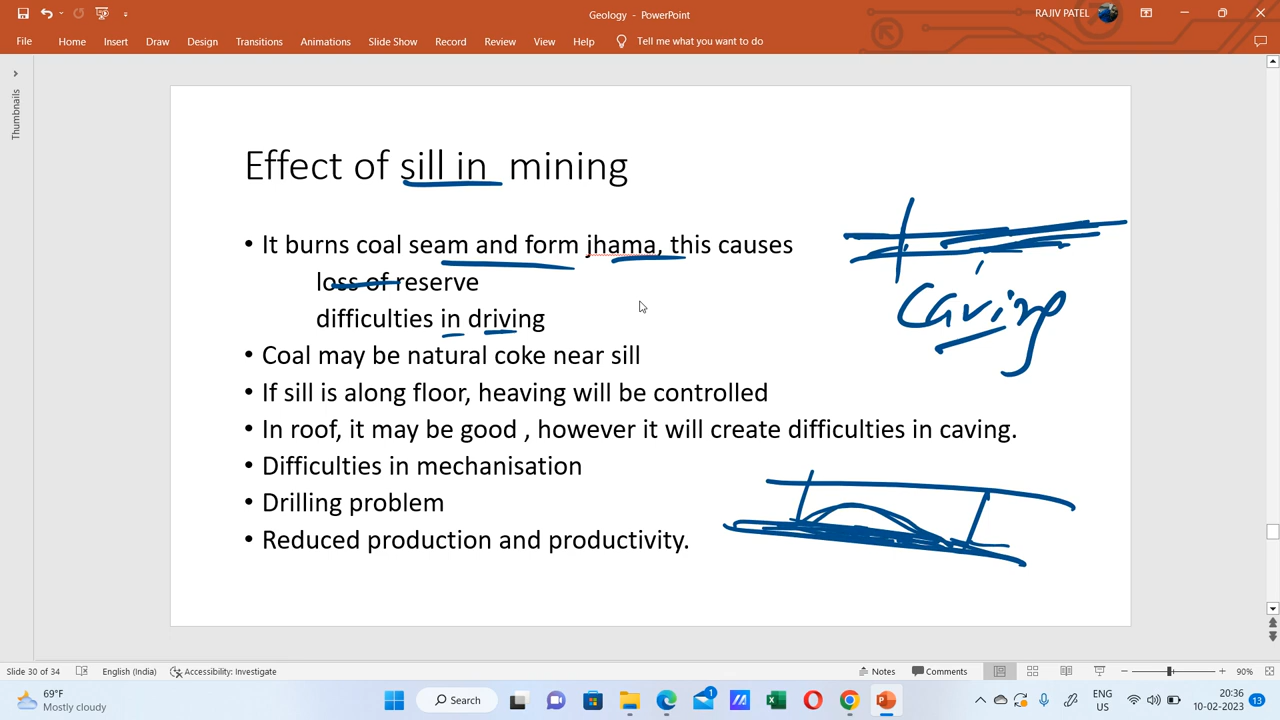 Geology - PowerPoint
RAJIV PATEL
File Home Insert Draw Design Transitions Animations Slide Show Record Review View Help Tell me what you want to do
Thumbnails
Effect of sill in mining
• It burns coal seam and form jhama, this causes
loss of reserve
difficulties in driving
• Coal may be natural coke near sill
• If sill is along floor, heaving will be controlled
• In roof, it may be good , however it will create difficulties in caving.
• Difficulties in mechanisation
• Drilling problem
• Reduced production and productivity.
Caving
Slide 30 of 34 English (India) Accessibility: Investigate Notes Comments 90%
69°F
Mostly cloudy
Search
1
ENG
US
20:36
10-02-2023
13